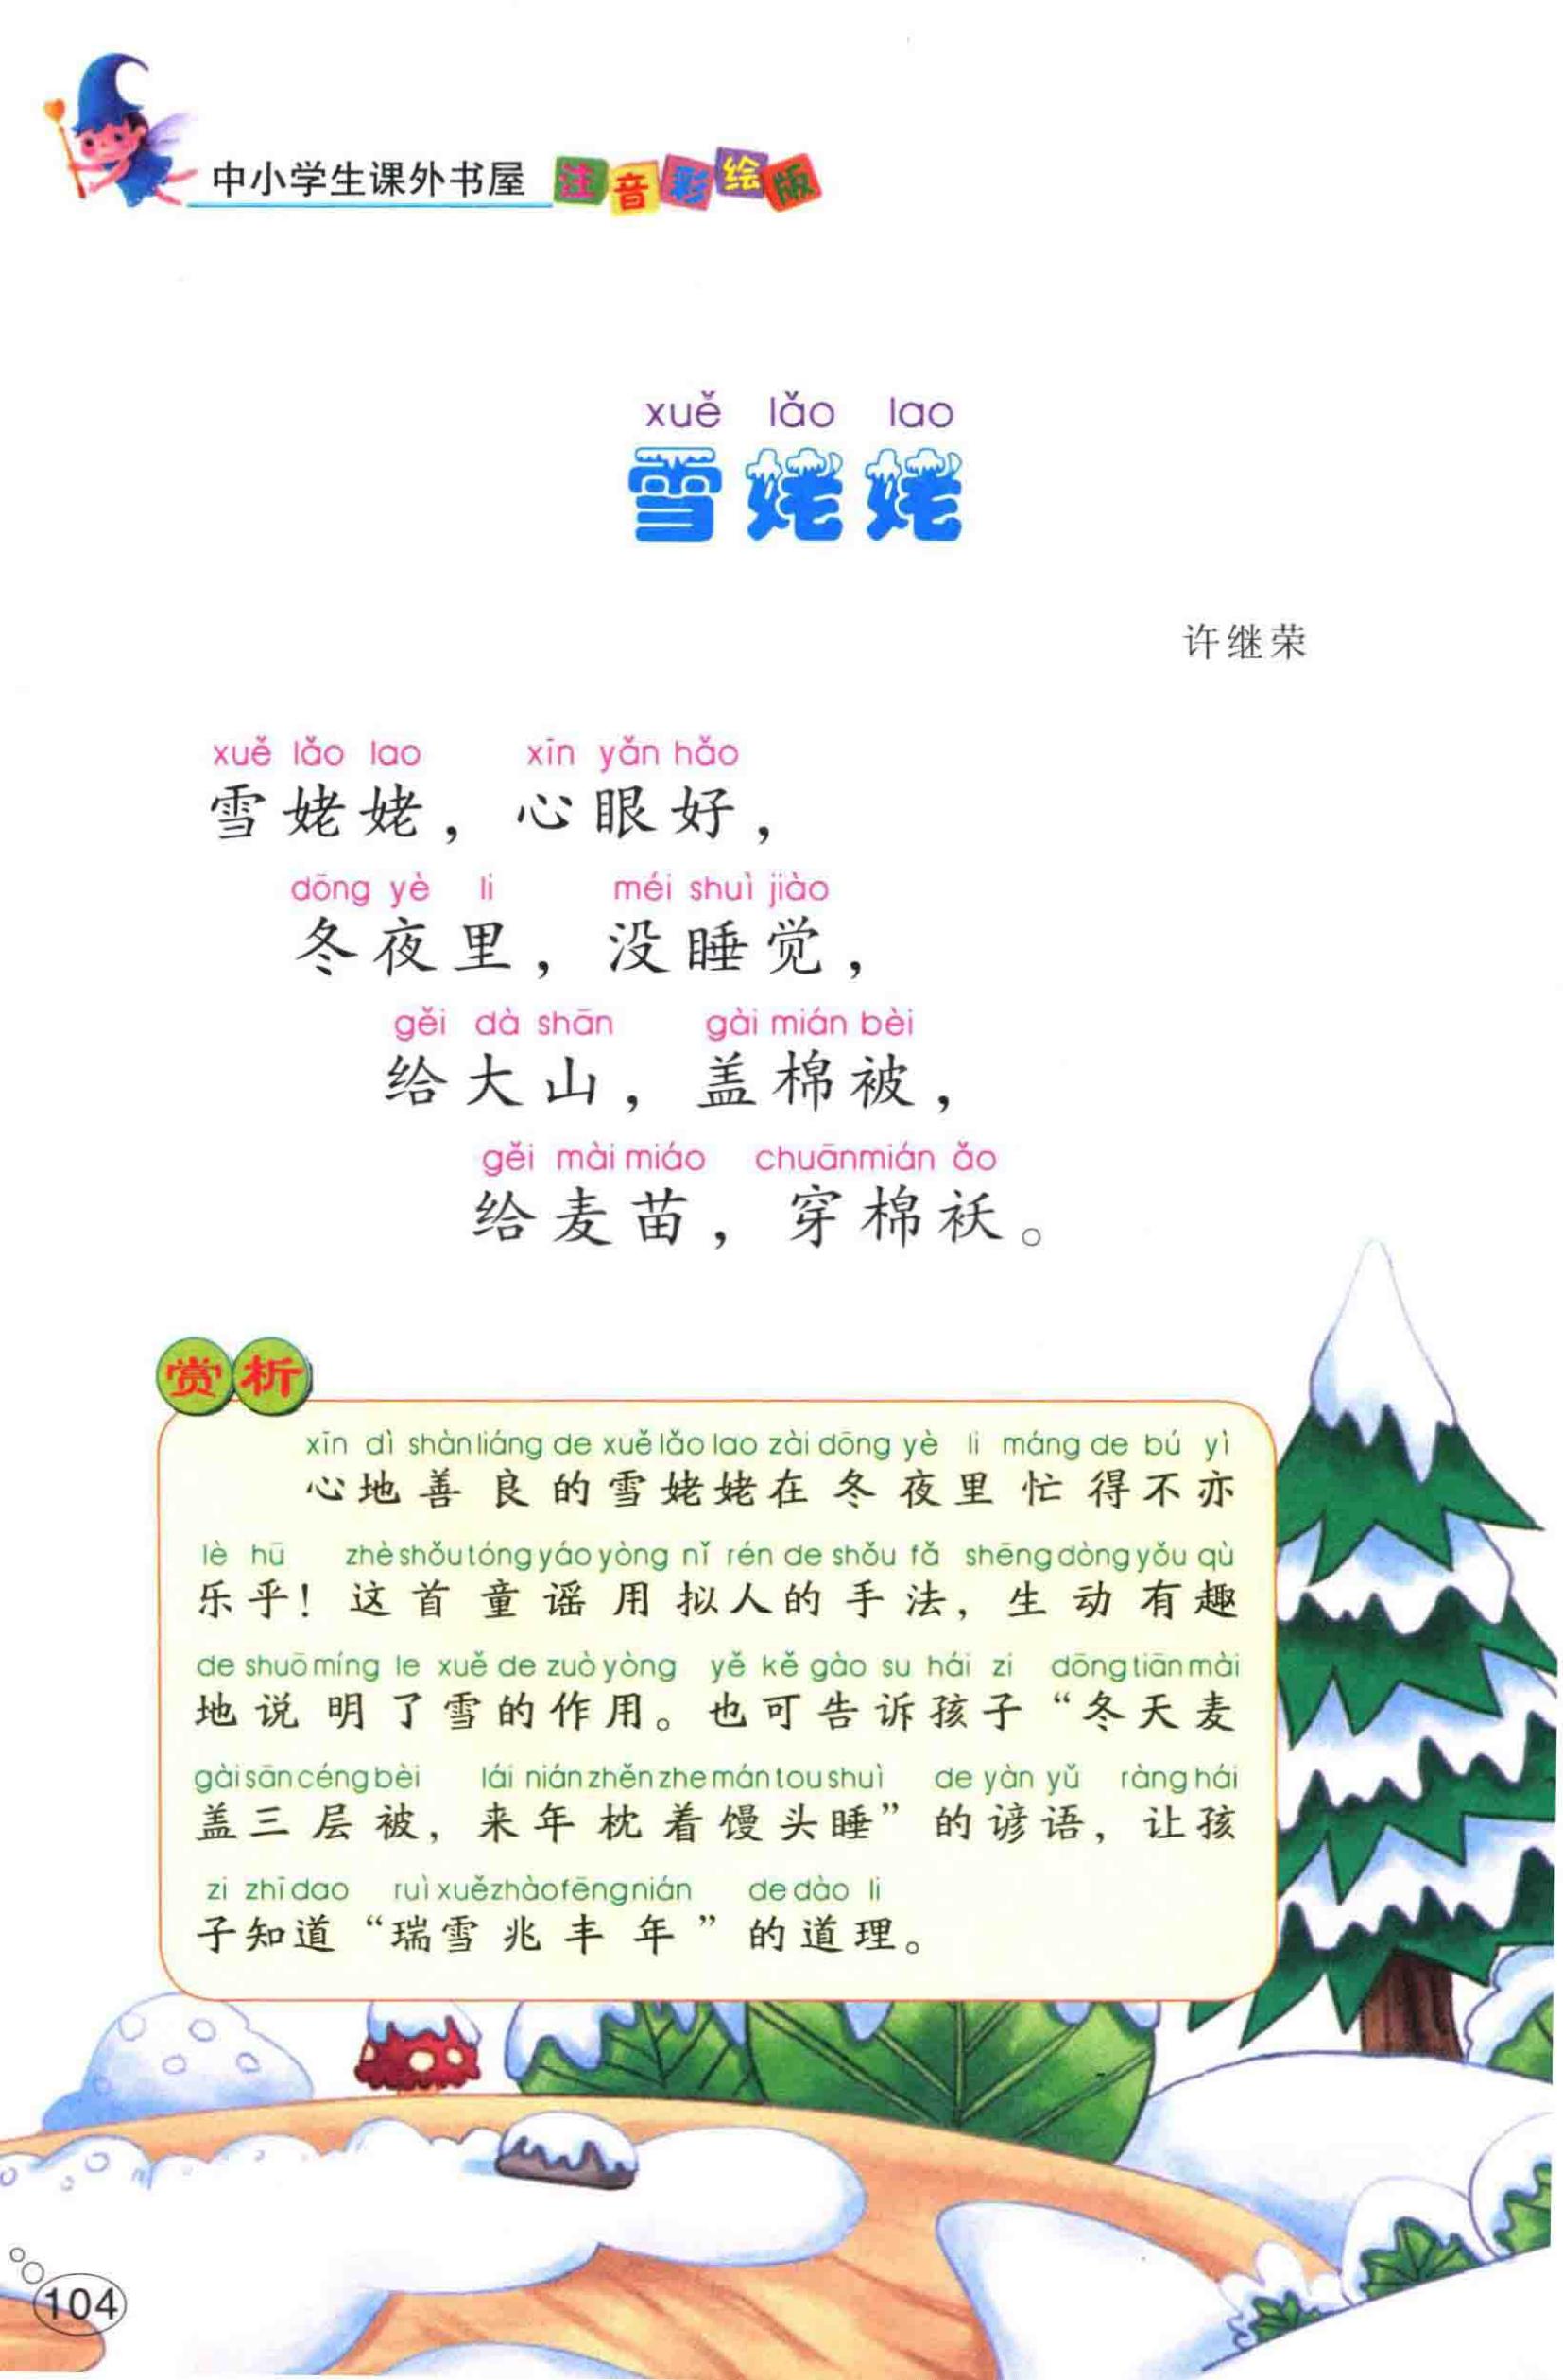 中小学生课外书屋 注音彩绘版
xuě lǎo lao
雪姥姥
许继荣
xuě lǎo lao xīn yǎn hǎo
雪姥姥，心眼好，
dōng yè li méi shuì jiào
冬夜里，没睡觉，
gěi dà shān gài mián bèi
给大山，盖棉被，
gěi mài miáo chuānmián ǎo
给麦苗，穿棉袄。
赏析
xīn dì shànliáng de xuě lǎo lao zài dōng yè li máng de bú yì
心地善良的雪姥姥在冬夜里忙得不亦
lè hū zhè shǒu tóng yáo yòng nǐ rén de shǒu fǎ shēng dòng yǒu qù
乐乎！这首童谣用拟人的手法，生动有趣
de shuō míng le xuě de zuò yòng yě kě gào su hái zi dōng tiān mài
地说明了雪的作用。也可告诉孩子“冬天麦
gài sān céng bèi lái nián zhěn zhe mán tou shuì de yàn yǔ ràng hái
盖三层被，来年枕着馒头睡”的谚语，让孩
zi zhī dao ruì xuě zhào fēng nián de dào li
子知道“瑞雪兆丰年”的道理。
104